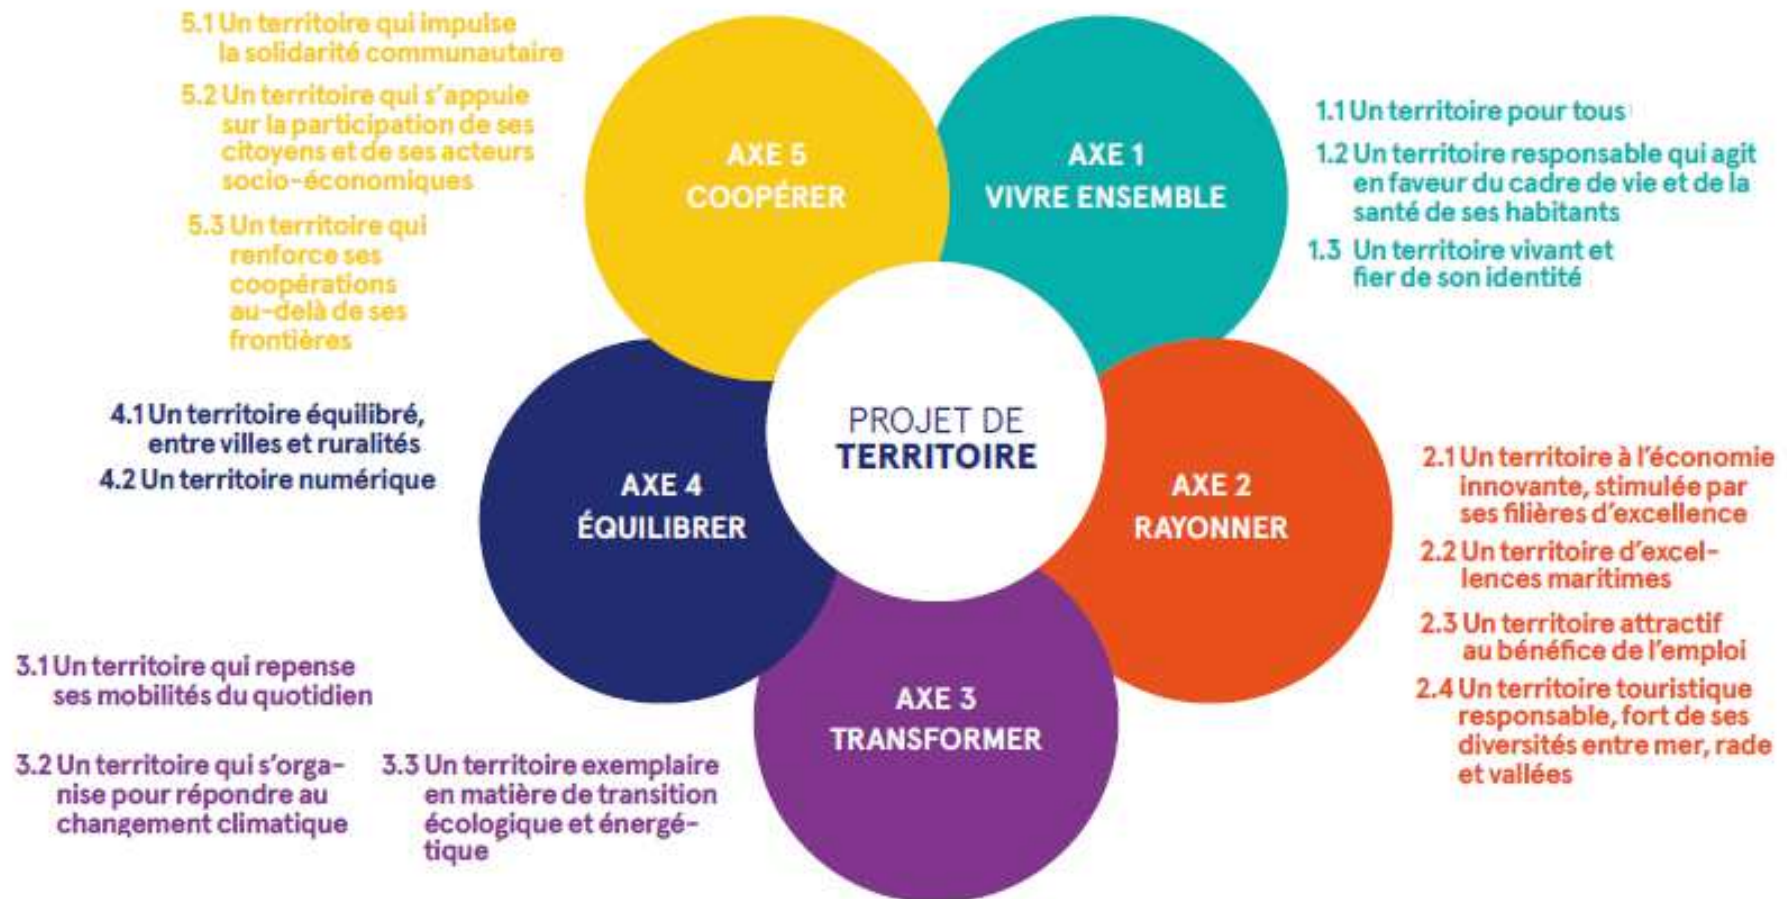 PROJET DE
TERRITOIRE
AXE 1
VIVRE ENSEMBLE
1.1 Un territoire pour tous
1.2 Un territoire responsable qui agit
en faveur du cadre de vie et de la
santé de ses habitants
1.3 Un territoire vivant et
fier de son identité
AXE 2
RAYONNER
2.1 Un territoire à l'économie
innovante, stimulée par
ses filières d'excellence
2.2 Un territoire d'excel-
lences maritimes
2.3 Un territoire attractif
au bénéfice de l'emploi
2.4 Un territoire touristique
responsable, fort de ses
diversités entre mer, rade
et vallées
AXE 3
TRANSFORMER
3.1 Un territoire qui repense
ses mobilités du quotidien
3.2 Un territoire qui s'orga-
nise pour répondre au
changement climatique
3.3 Un territoire exemplaire
en matière de transition
écologique et énergé-
tique
AXE 4
ÉQUILIBRER
4.1 Un territoire équilibré,
entre villes et ruralités
4.2 Un territoire numérique
AXE 5
COOPÉRER
5.1 Un territoire qui impulse
la solidarité communautaire
5.2 Un territoire qui s'appuie
sur la participation de ses
citoyens et de ses acteurs
socio-économiques
5.3 Un territoire qui
renforce ses
coopérations
au-delà de ses
frontières